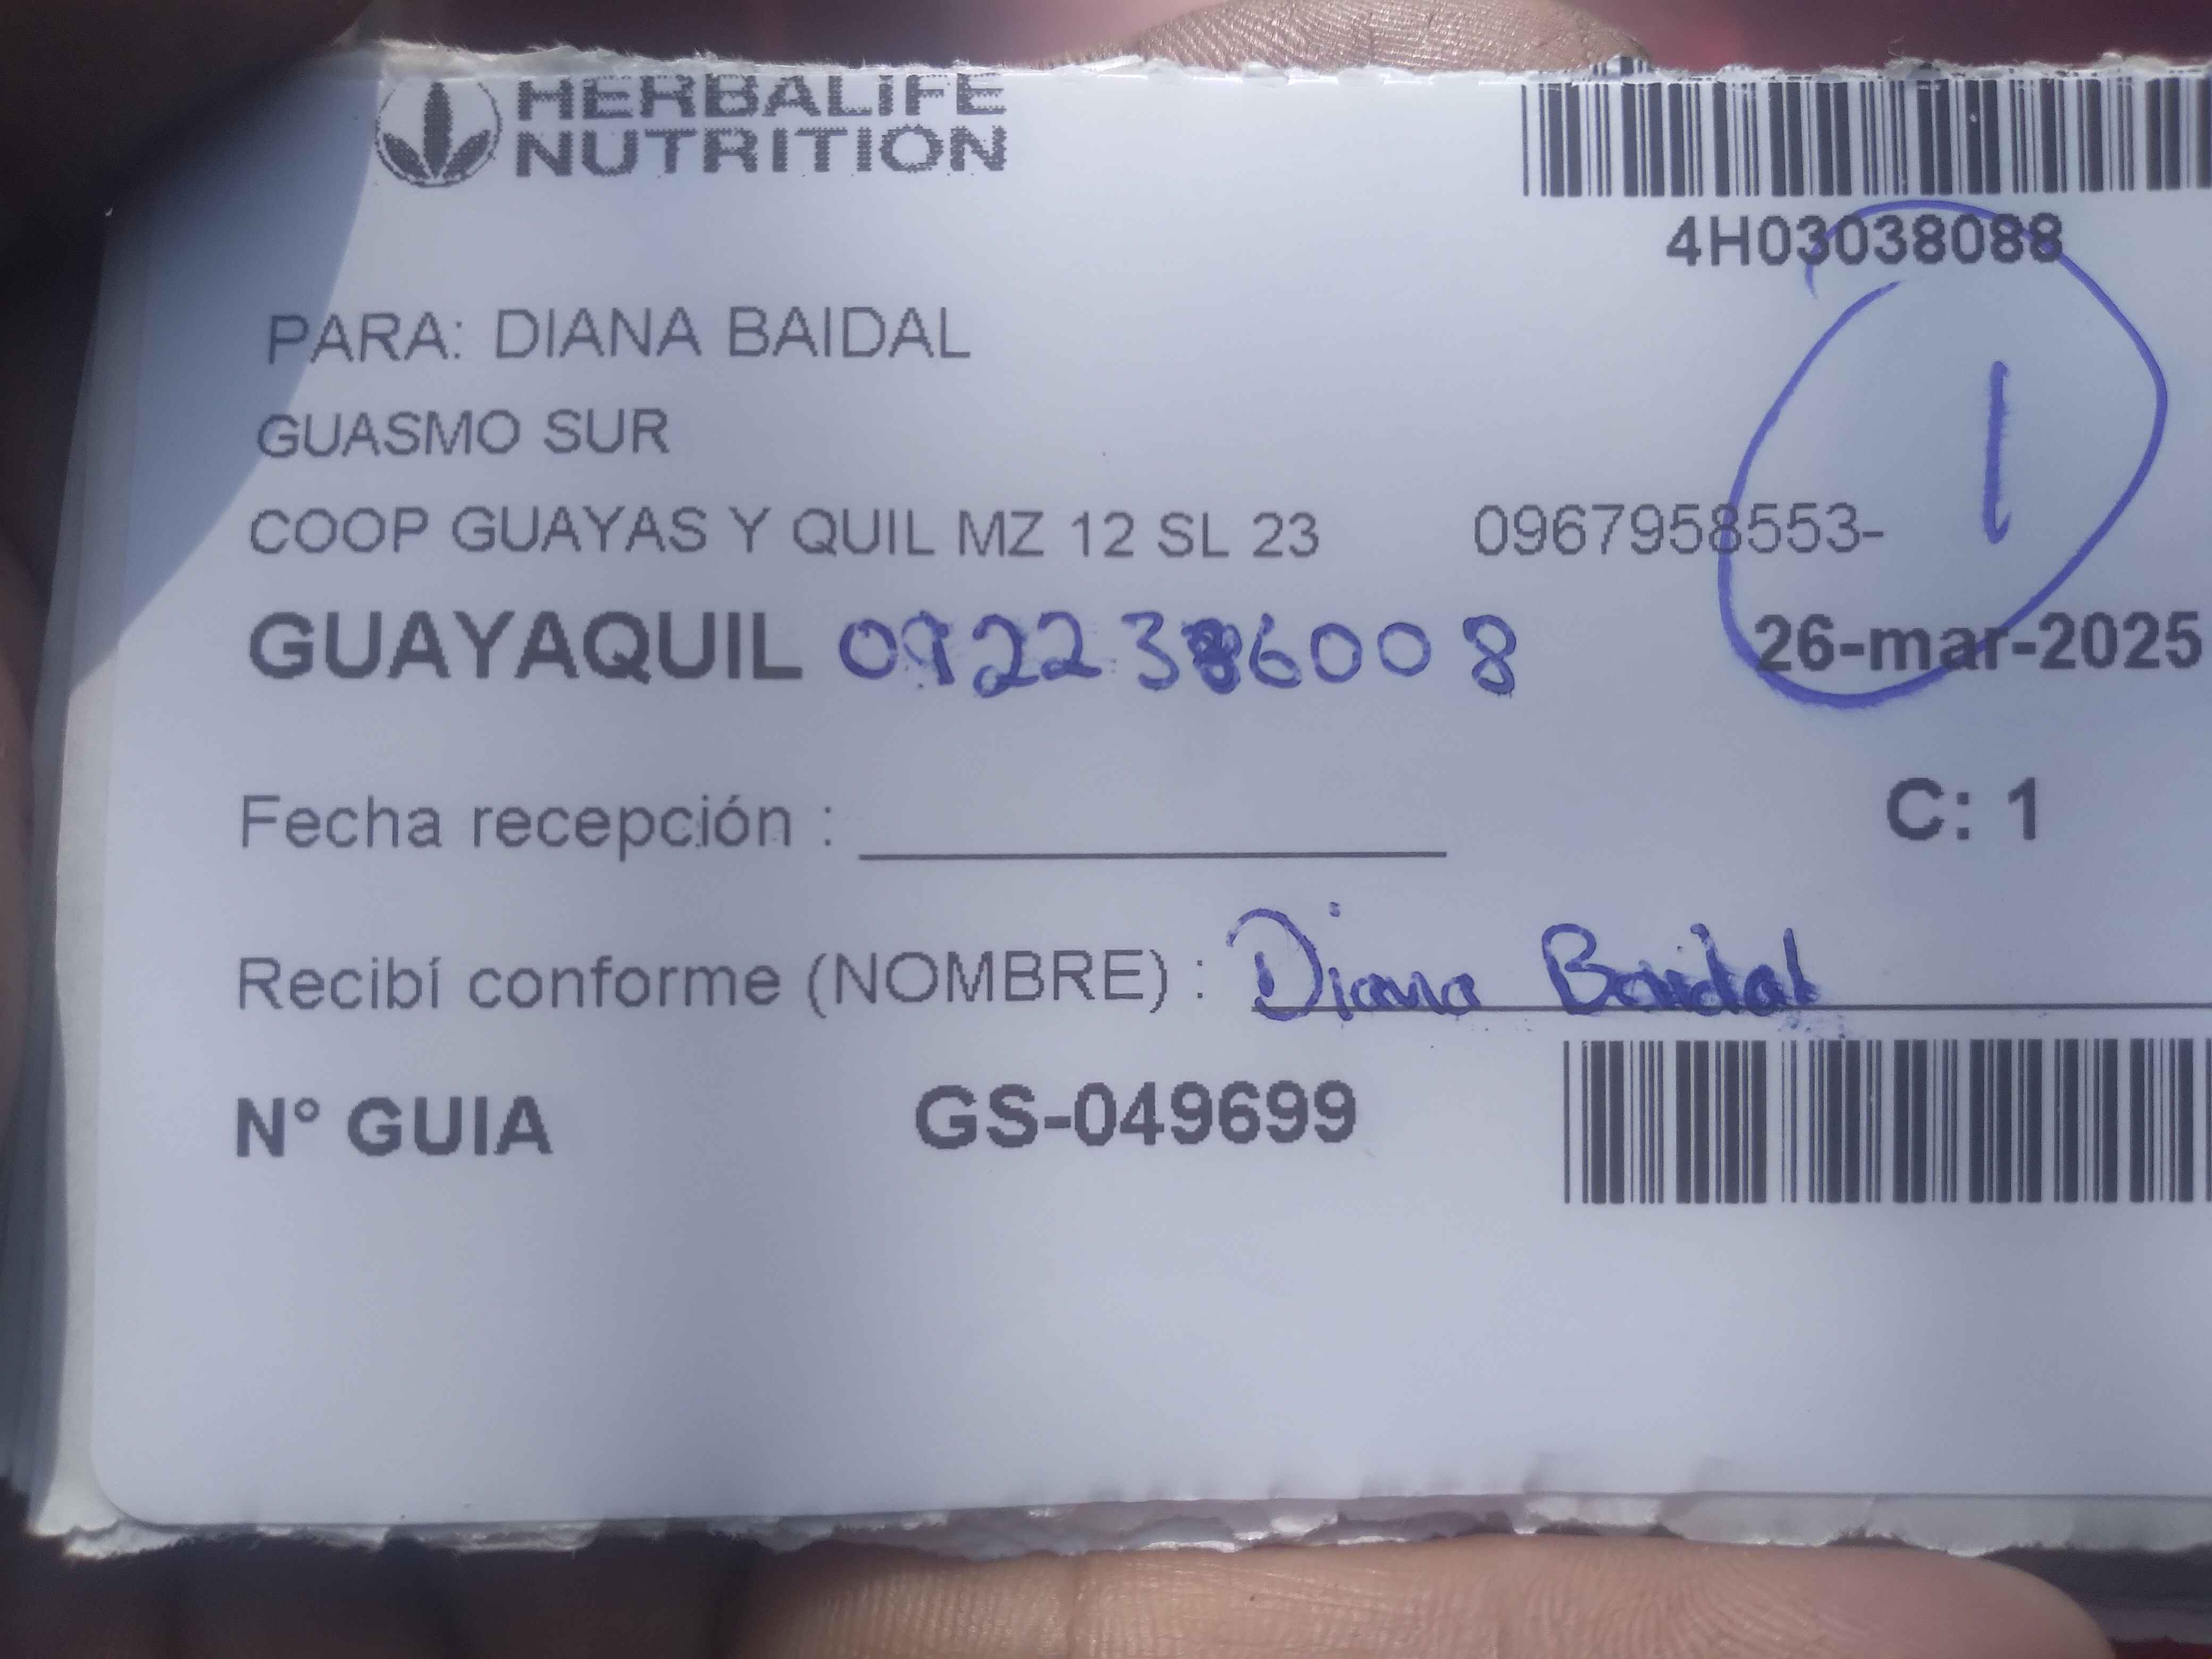 HERBALIFE
NUTRITION
4H03038088
PARA: DIANA BAIDAL
GUASMO SUR
COOP GUAYAS Y QUIL MZ 12 SL 23 0967958553-
1
GUAYAQUIL 26-mar-2025
Fecha recepción :
C: 1
Recibí conforme (NOMBRE) : Diana Baidal
N° GUIA GS-049699